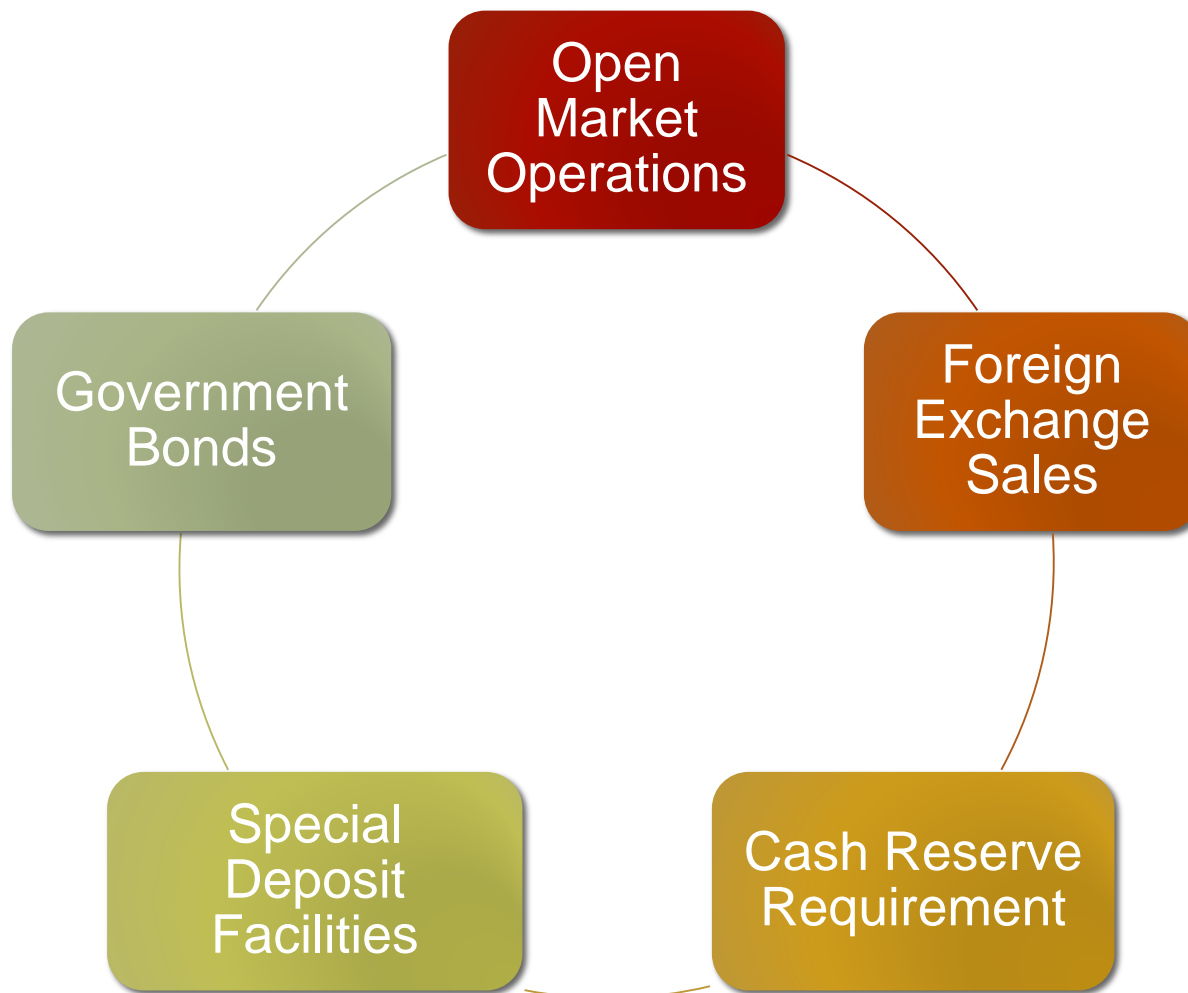 Open
Market
Operations
Foreign
Exchange
Sales
Cash Reserve
Requirement
Special
Deposit
Facilities
Government
Bonds